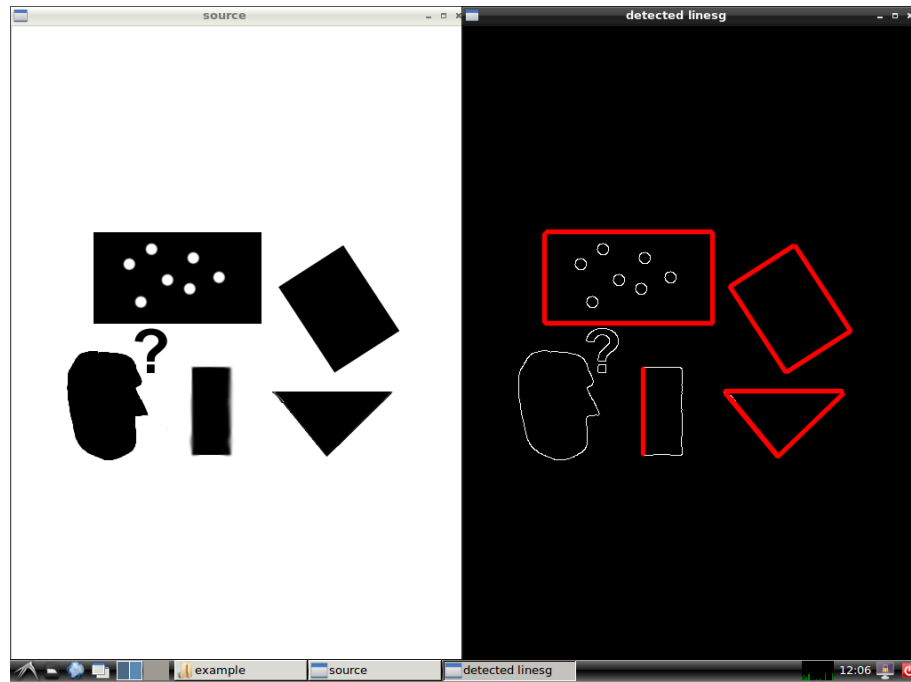 source
detected linesg
?
example
source
detected linesg
12:06